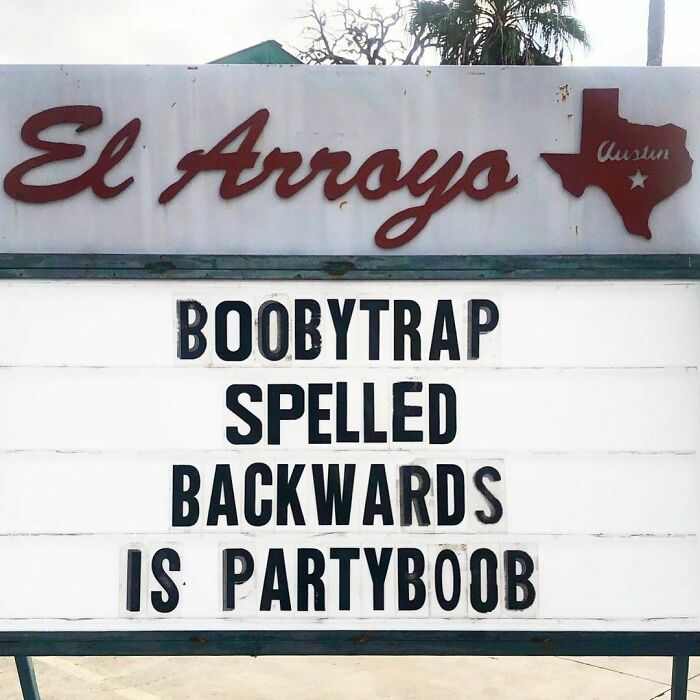 El Arroyo
Austin
BOOBYTRAP
SPELLED
BACKWARDS
IS PARTYBOOB